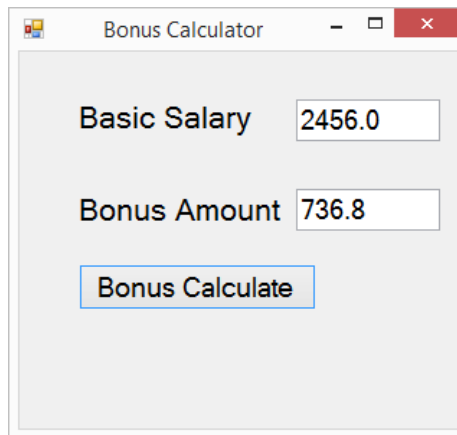 Bonus Calculator
Basic Salary 2456.0
Bonus Amount 736.8
Bonus Calculate